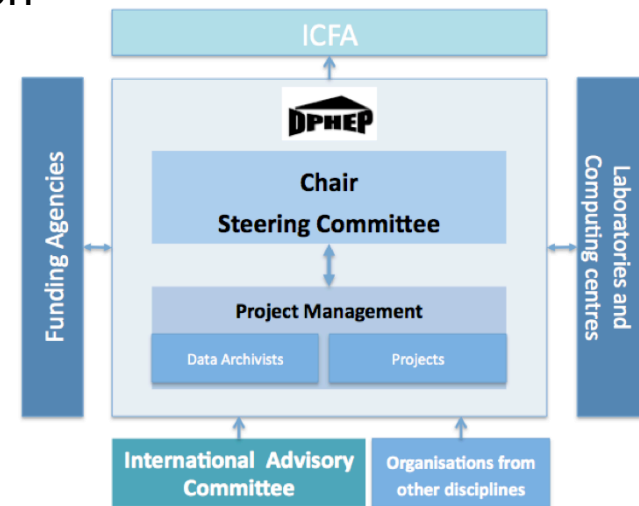 ICFA
DPHEP
Chair
Steering Committee
Project Management
Data Archivists
Projects
Funding Agencies
Laboratories and
Computing centres
International Advisory
Committee
Organisations from
other disciplines